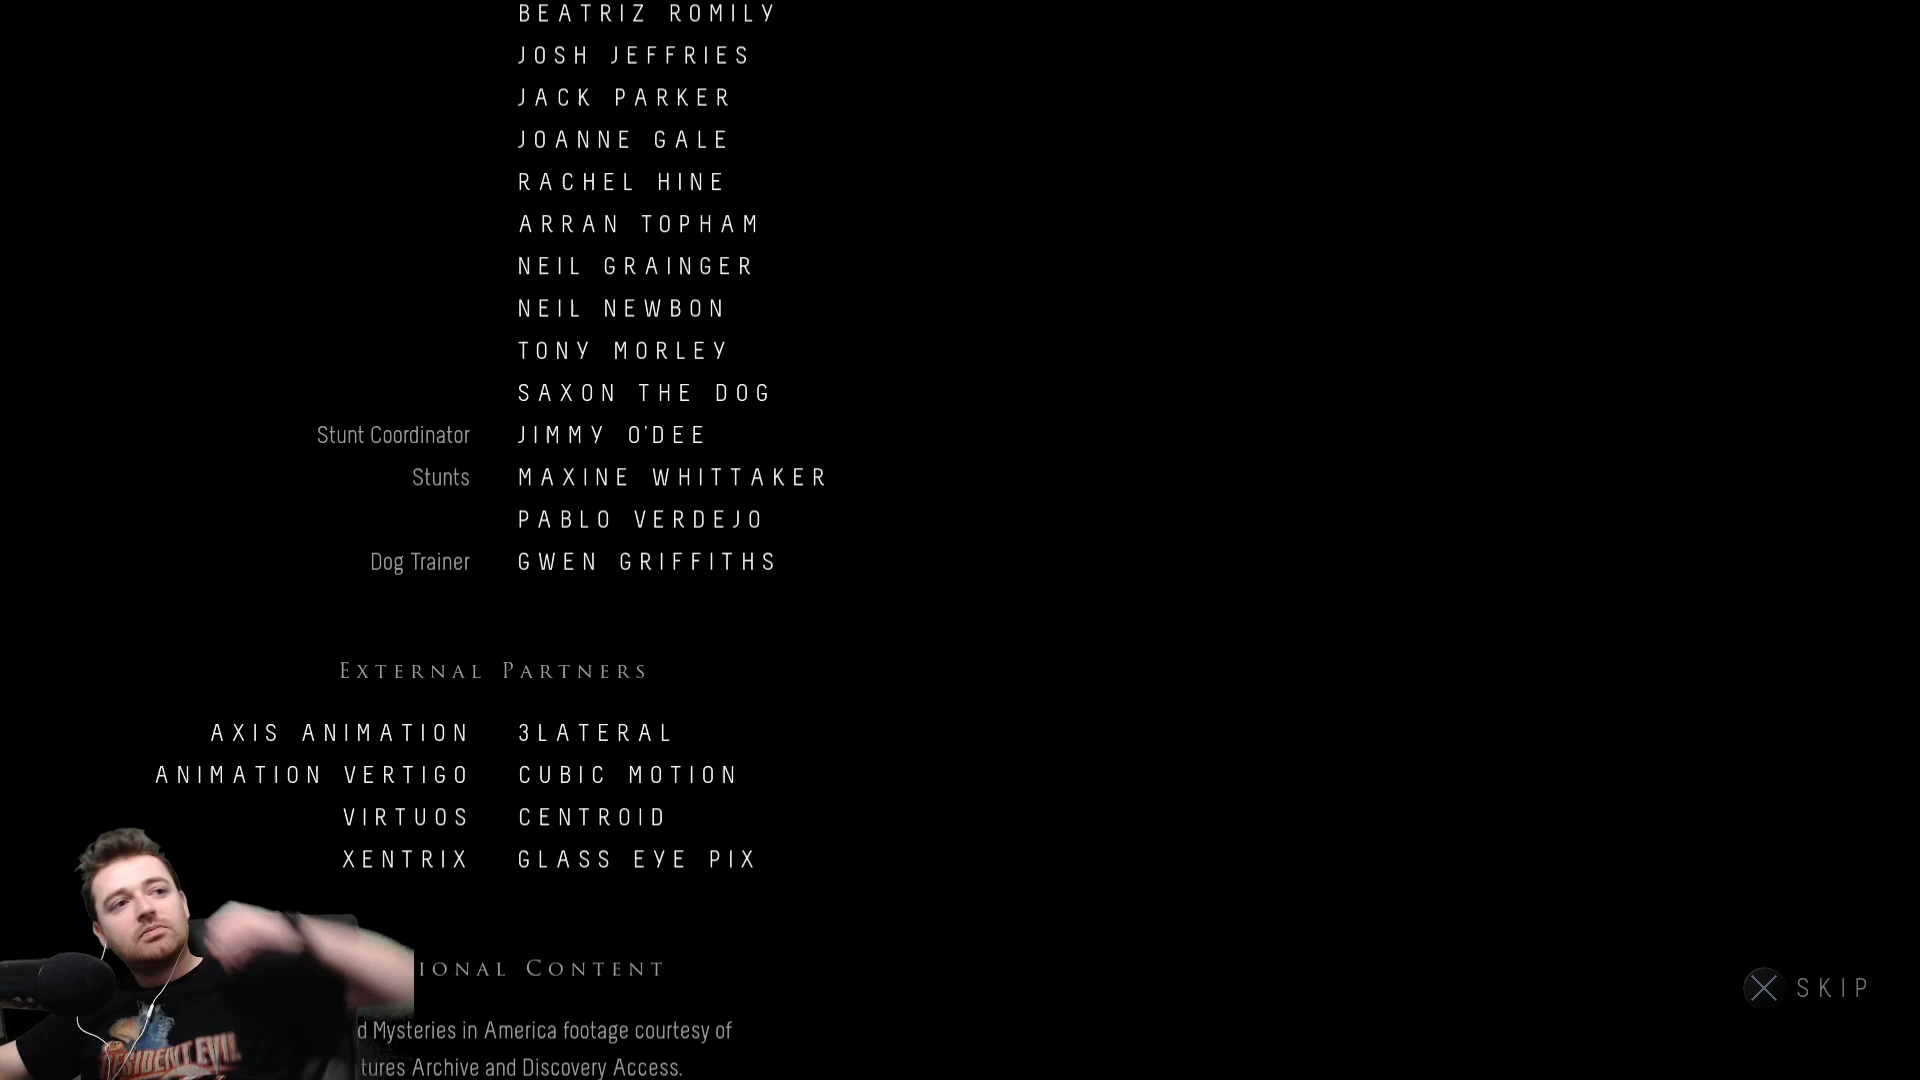 BEATRIZ ROMILY
JOSH JEFFRIES
JACK PARKER
JOANNE GALE
RACHEL HINE
ARRAN TOPHAM
NEIL GRAINGER
NEIL NEWBON
TONY MORLEY
SAXON THE DOG
Stunt Coordinator JIMMY O'DEE
Stunts MAXINE WHITTAKER
PABLO VERDEJO
Dog Trainer GWEN GRIFFITHS
EXTERNAL PARTNERS
AXIS ANIMATION 3LATERAL
ANIMATION VERTIGO CUBIC MOTION
VIRTUOS CENTROID
XENTRIX GLASS EYE PIX
CONTENT
Mysteries in America footage courtesy of
Archive and Discovery Access.
SKIP
RESIDENT EVIL